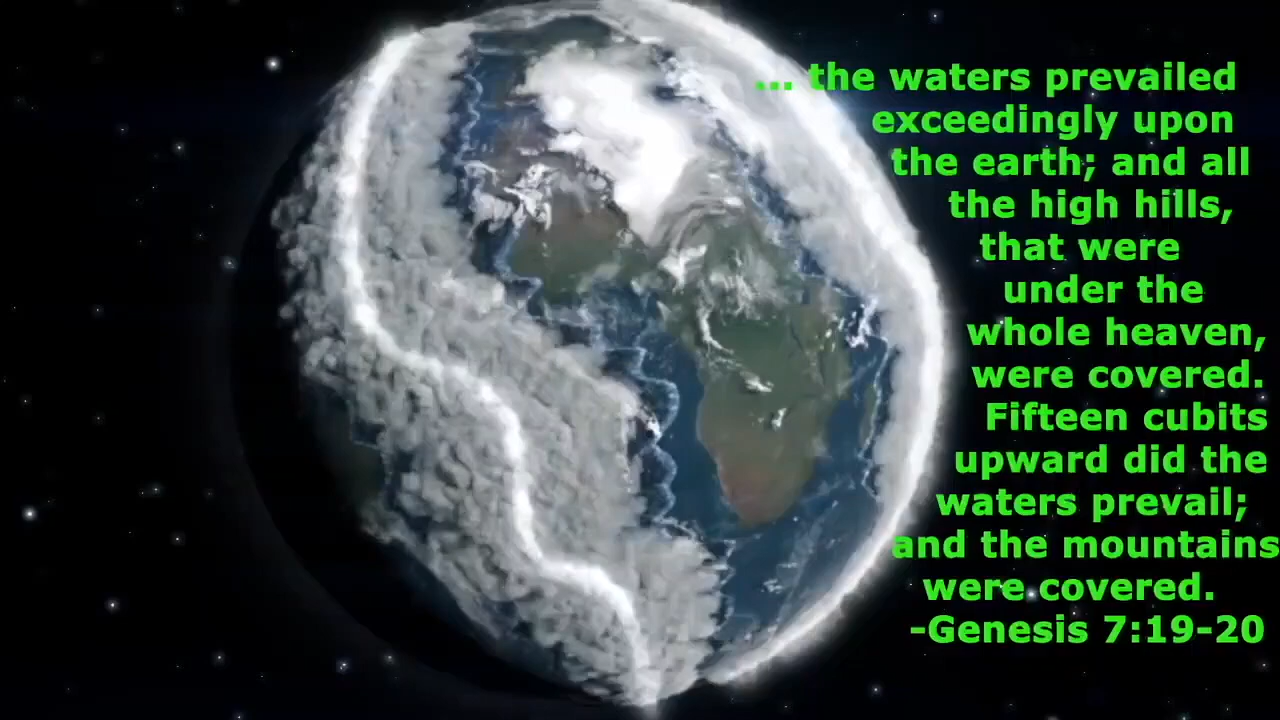 ... the waters prevailed
exceedingly upon
the earth; and all
the high hills,
that were
under the
whole heaven,
were covered.
Fifteen cubits
upward did the
waters prevail;
and the mountains
were covered.
-Genesis 7:19-20